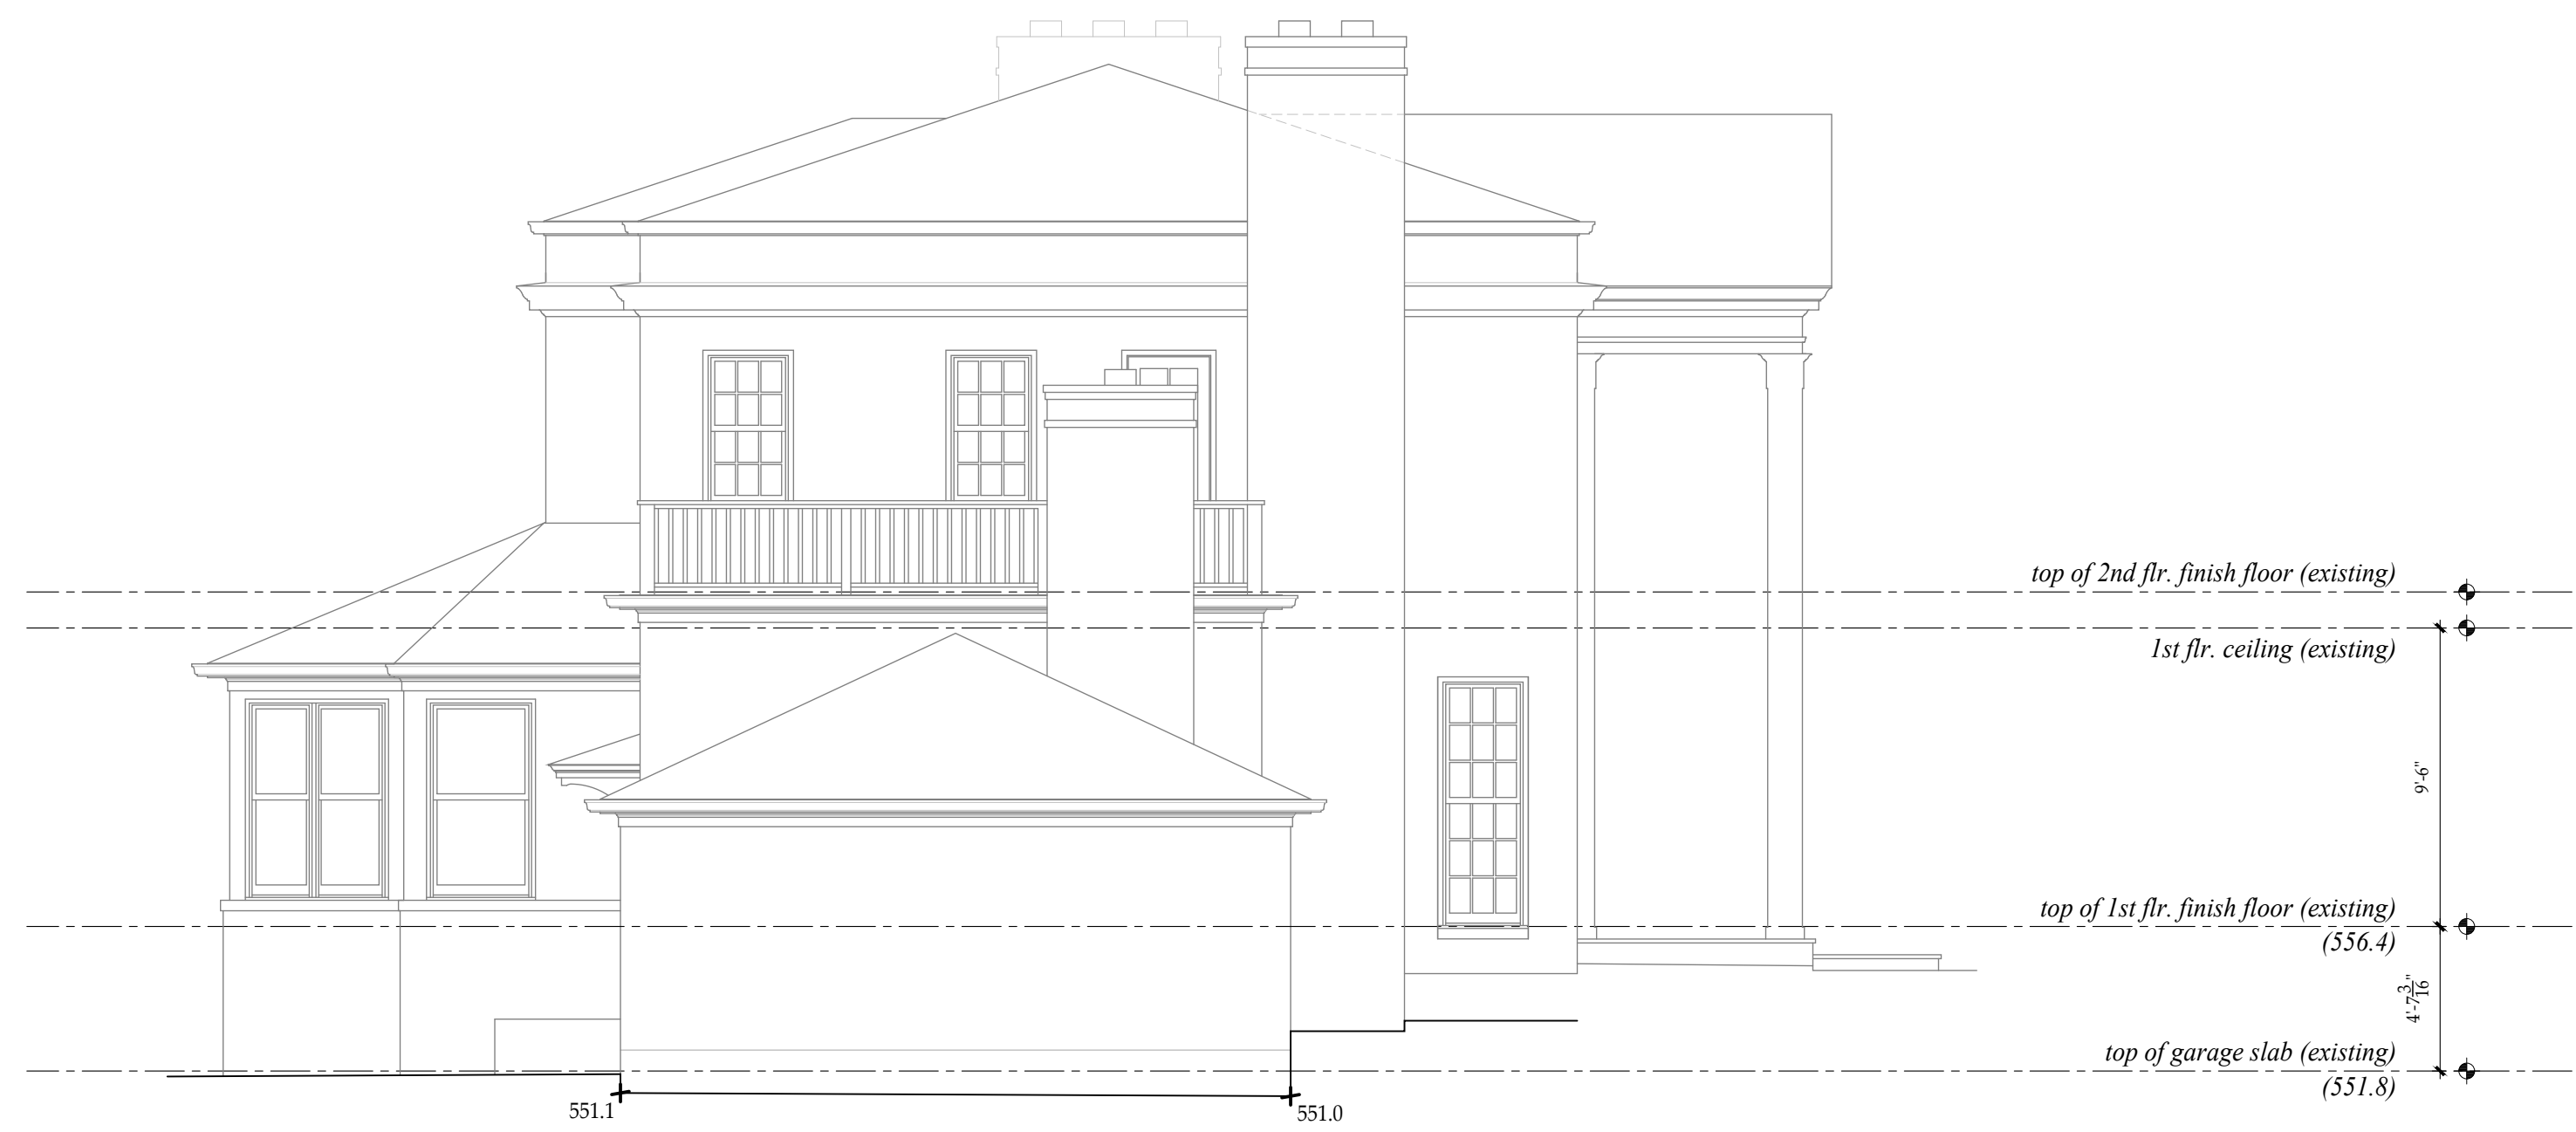 top of 2nd flr. finish floor (existing)
1st flr. ceiling (existing)
9'-6"
top of 1st flr. finish floor (existing)
(556.4)
4'-7 3/16"
top of garage slab (existing)
(551.8)
551.1
551.0